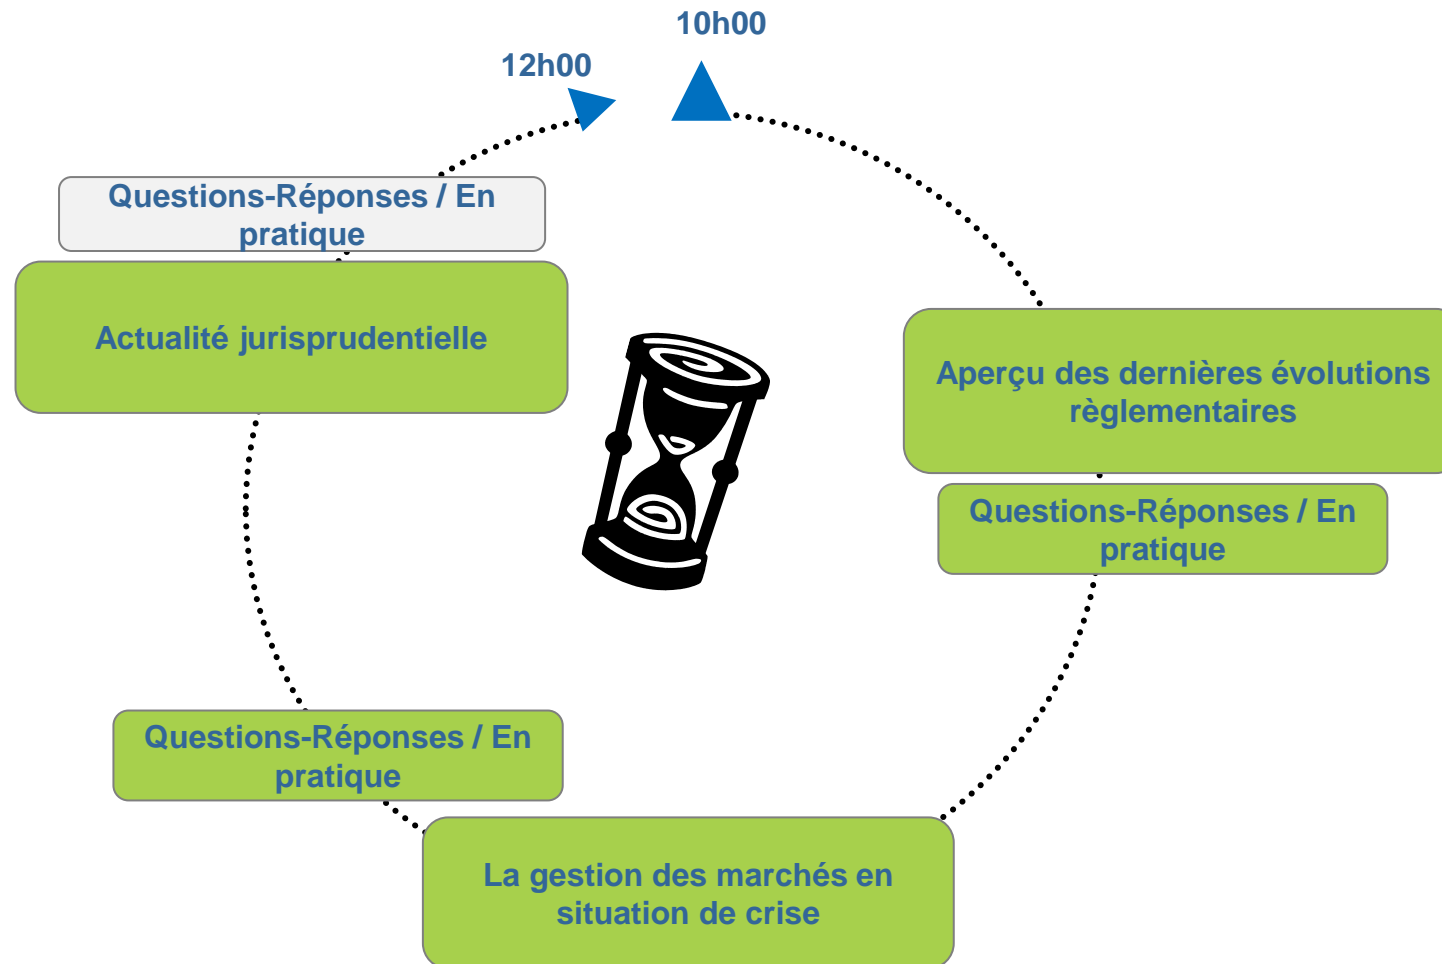 10h00
12h00
Questions-Réponses / En
pratique
Actualité jurisprudentielle
Aperçu des dernières évolutions
règlementaires
Questions-Réponses / En
pratique
Questions-Réponses / En
pratique
La gestion des marchés en
situation de crise